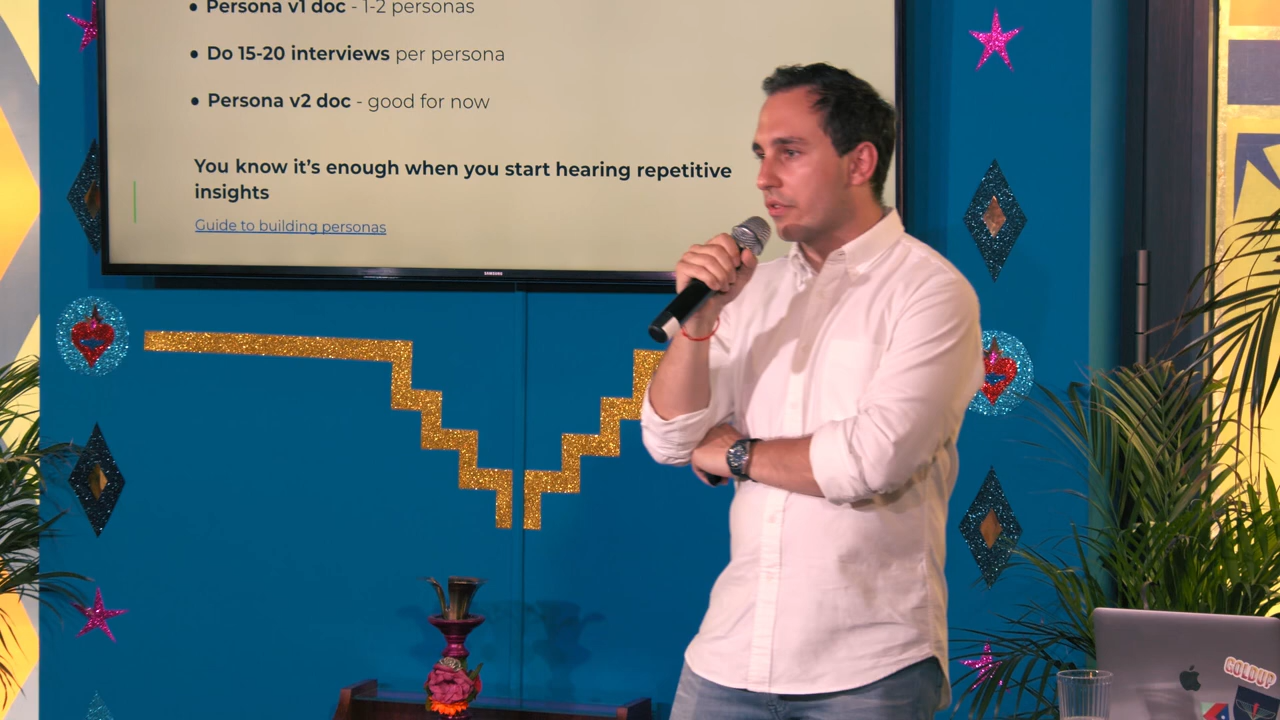 • Persona v1 doc - 1-2 personas
• Do 15-20 interviews per persona
• Persona v2 doc - good for now
You know it's enough when you start hearing repetitive
insights
Guide to building personas
SAMSUNG
GOLDUP